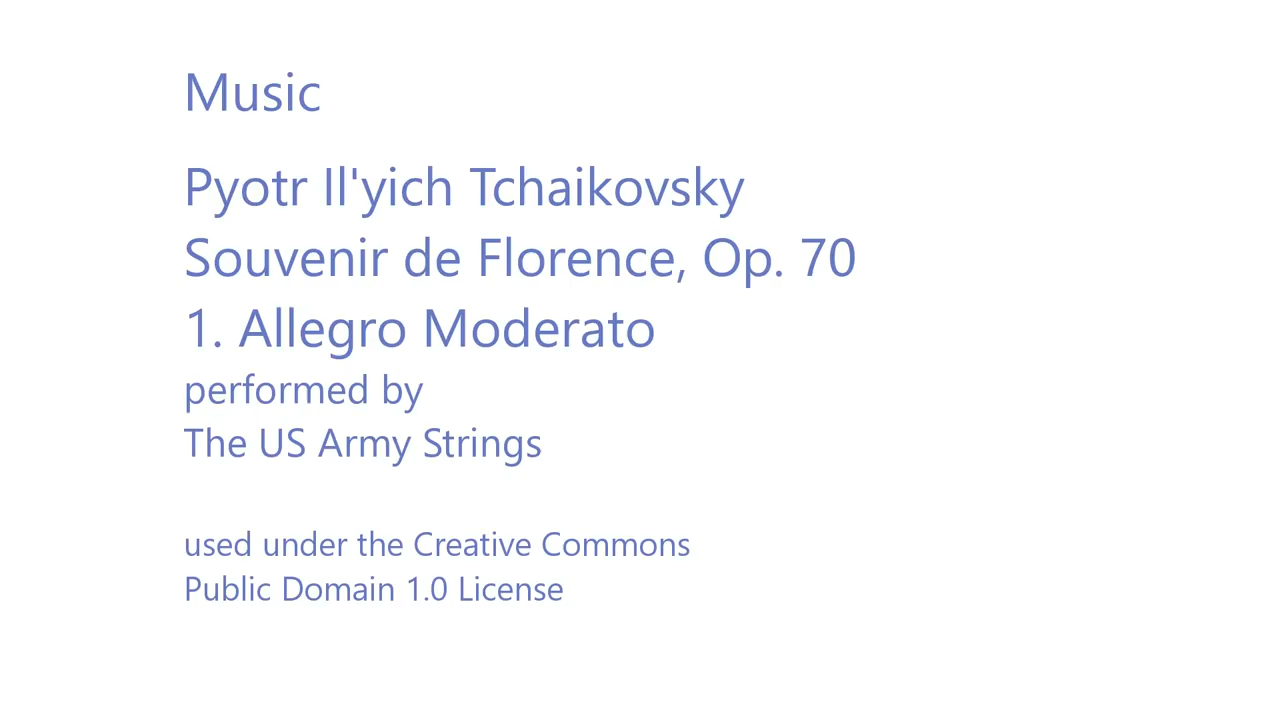 Music
Pyotr Il'yich Tchaikovsky
Souvenir de Florence, Op. 70
1. Allegro Moderato
performed by
The US Army Strings
used under the Creative Commons
Public Domain 1.0 License